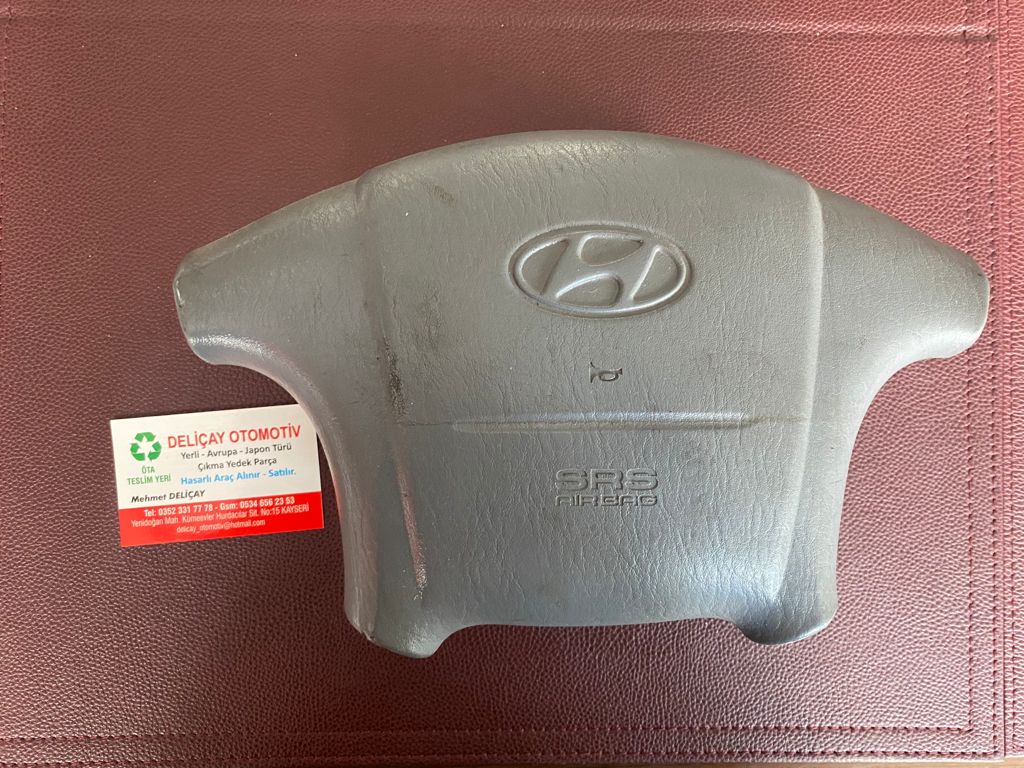 SRS
AIRBAG
DELİÇAY OTOMOTİV
Yerli - Avrupa - Japon Türü
Çıkma Yedek Parça
Hasarlı Araç Alınır - Satılır.
ÖTA
TESLİM YERİ
Mehmet DELİÇAY
Tel: 0352 331 77 78 - Gsm: 0534 656 23 53
Yenidoğan Mah. Kümeevler Hurdacılar Sit. No:15 KAYSERİ
delicay_otomotiv@hotmail.com